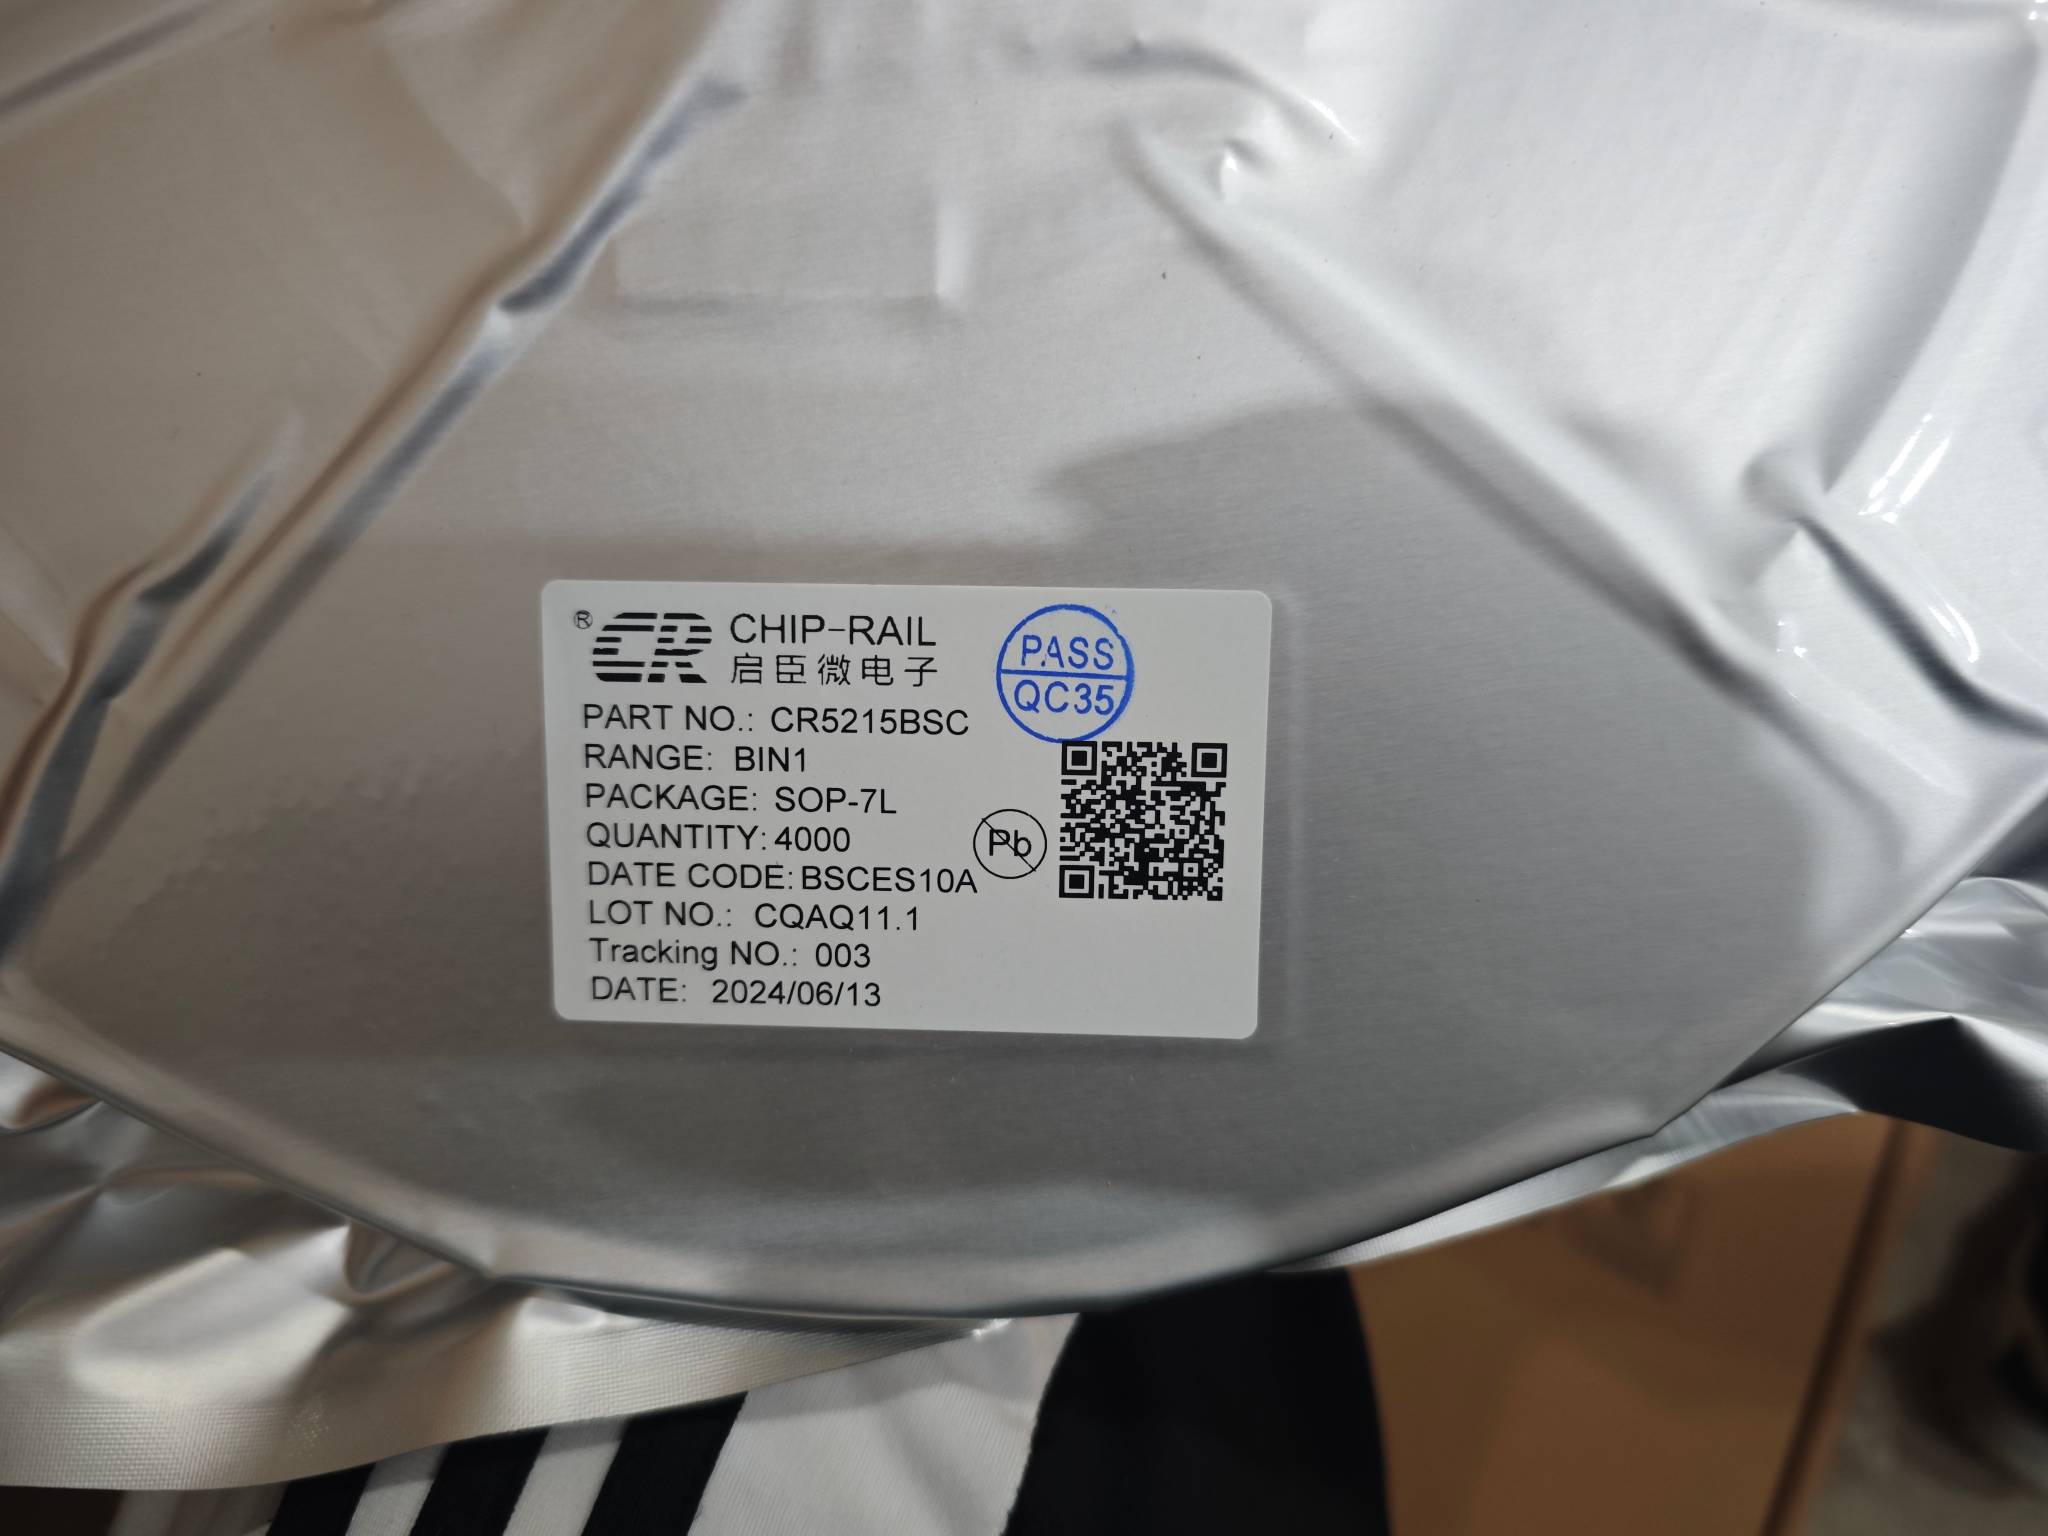 ® CR CHIP-RAIL
启臣微电子
PASS
QC35
PART NO.: CR5215BSC
RANGE: BIN1
PACKAGE: SOP-7L
QUANTITY: 4000
Pb
DATE CODE: BSCES10A
LOT NO.: CQAQ11.1
Tracking NO.: 003
DATE: 2024/06/13